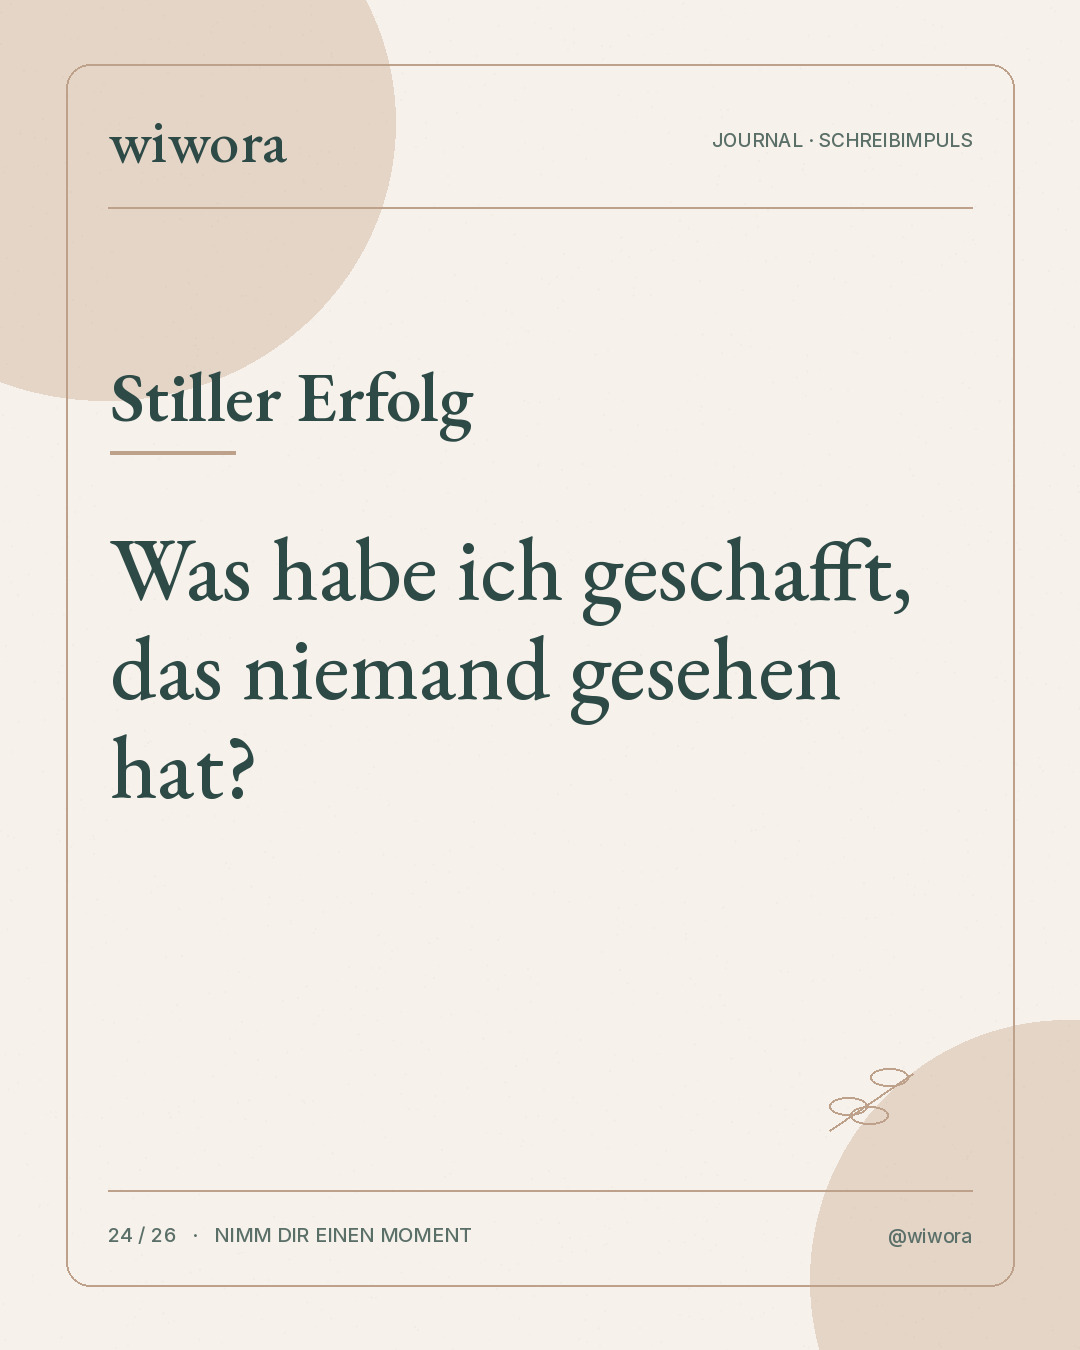 wiwora
JOURNAL · SCHREIBIMPULS
Stiller Erfolg
Was habe ich geschafft,
das niemand gesehen
hat?
24 / 26 · NIMM DIR EINEN MOMENT
@wiwora